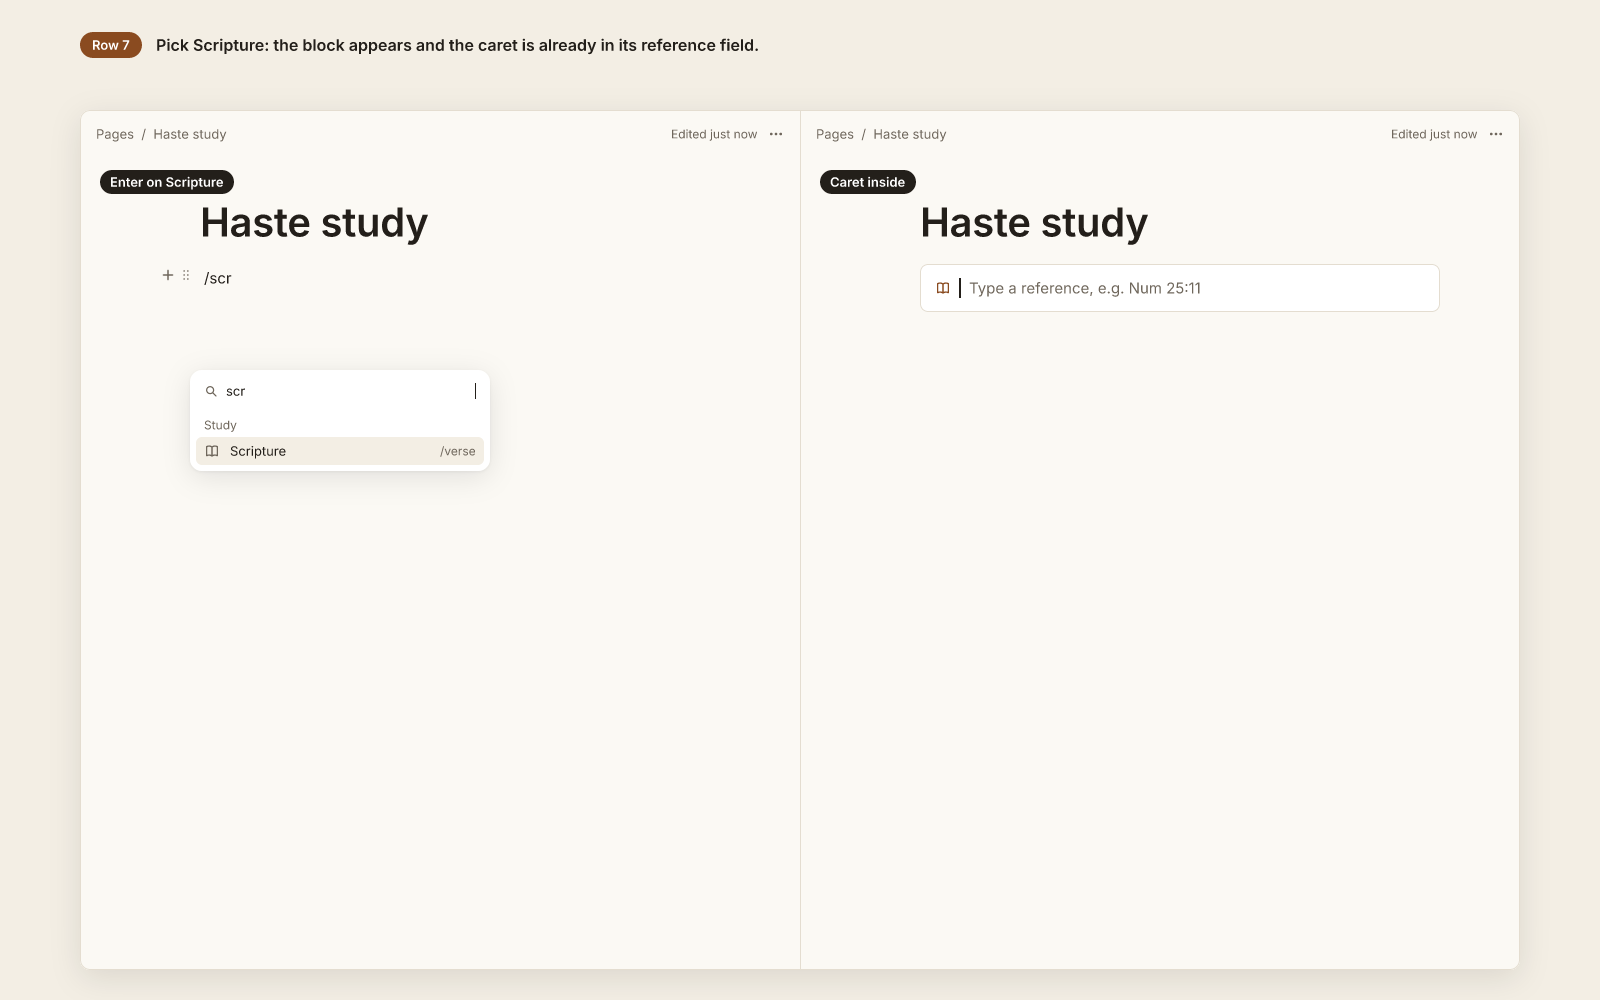 Row 7 Pick Scripture: the block appears and the caret is already in its reference field.
Pages / Haste study
Edited just now
Enter on Scripture
Haste study
/scr
scr
Study
Scripture /verse
Pages / Haste study
Edited just now
Caret inside
Haste study
Type a reference, e.g. Num 25:11